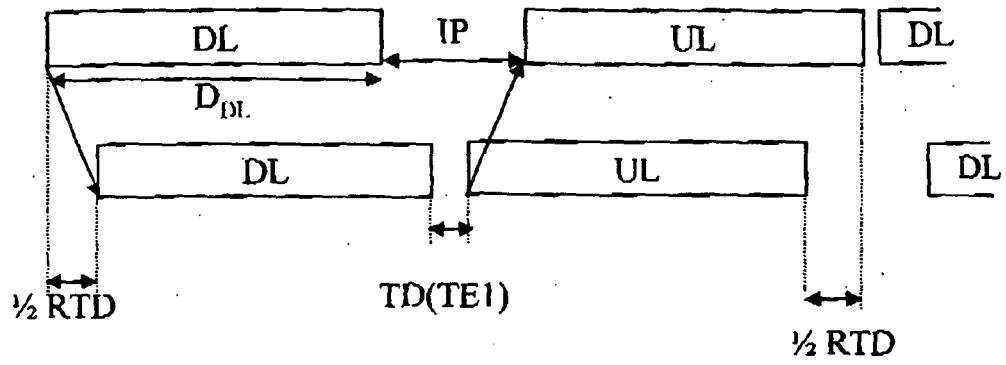 DL IP UL DL
D_DL
DL UL DL
½ RTD TD(TE1) ½ RTD